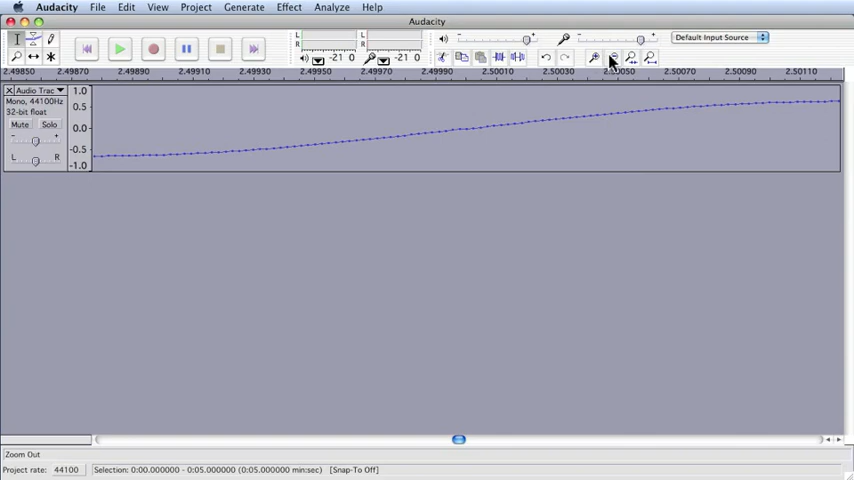 Audacity File Edit View Project Generate Effect Analyze Help
Audacity
L
R
-21 0
L
R
-21 0
- +
- +
Default Input Source
2.49850 2.49870 2.49890 2.49910 2.49930 2.49950 2.49970 2.49990 2.50010 2.50030 2.50050 2.50070 2.50090 2.50110
Audio Trac
Mono, 44100Hz
32-bit float
Mute Solo
- +
L R
1.0
0.5
0.0
-0.5
-1.0
Zoom Out
Project rate: 44100 Selection: 0:00.000000 - 0:05.000000 (0:05.000000 min:sec) [Snap-To Off]